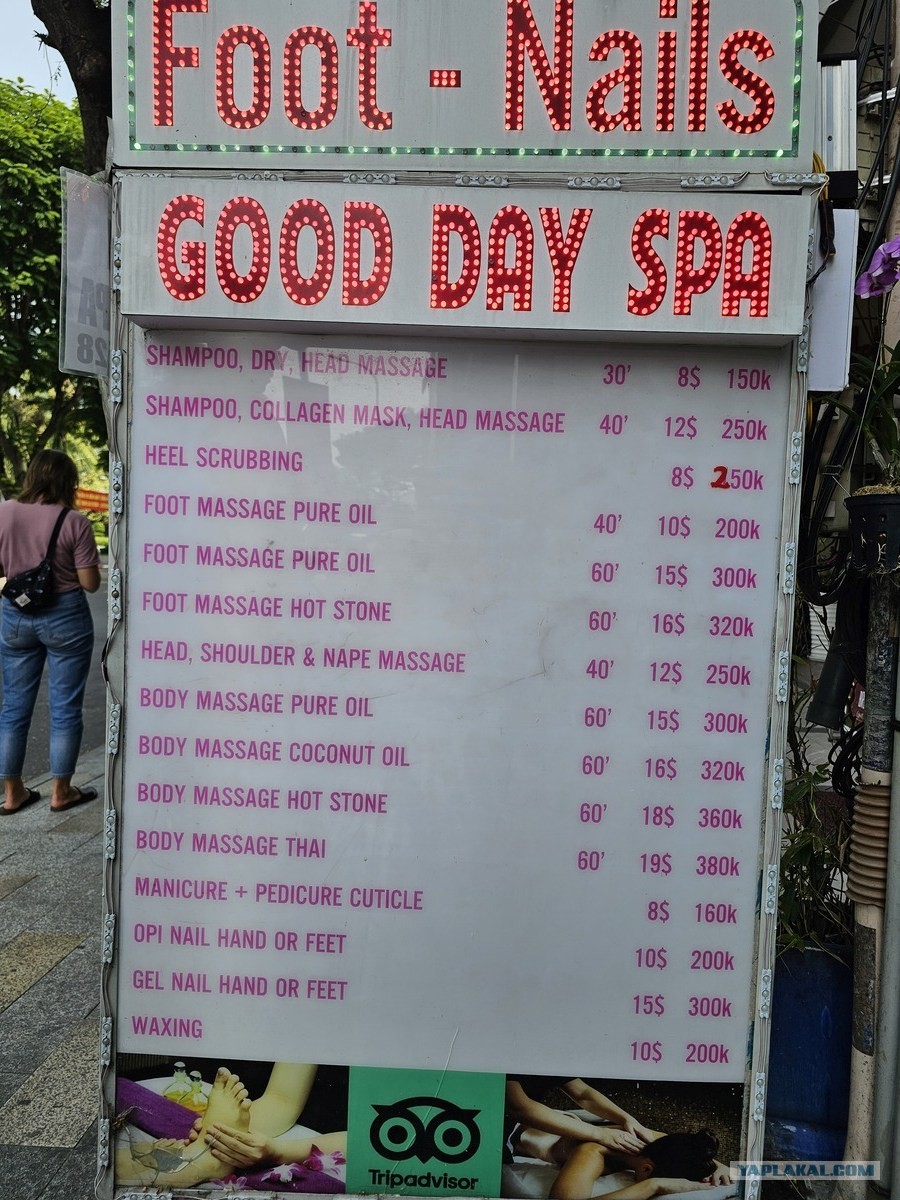 Foot - Nails
GOOD DAY SPA
SHAMPOO, DRY, HEAD MASSAGE 30' 8$ 150k
SHAMPOO, COLLAGEN MASK, HEAD MASSAGE 40' 12$ 250k
HEEL SCRUBBING 8$ 250k
FOOT MASSAGE PURE OIL 40' 10$ 200k
FOOT MASSAGE PURE OIL 60' 15$ 300k
FOOT MASSAGE HOT STONE 60' 16$ 320k
HEAD, SHOULDER & NAPE MASSAGE 40' 12$ 250k
BODY MASSAGE PURE OIL 60' 15$ 300k
BODY MASSAGE COCONUT OIL 60' 16$ 320k
BODY MASSAGE HOT STONE 60' 18$ 360k
BODY MASSAGE THAI 60' 19$ 380k
MANICURE + PEDICURE CUTICLE 8$ 160k
OPI NAIL HAND OR FEET 10$ 200k
GEL NAIL HAND OR FEET 15$ 300k
WAXING 10$ 200k
Tripadvisor
YAPLAKAL.COM